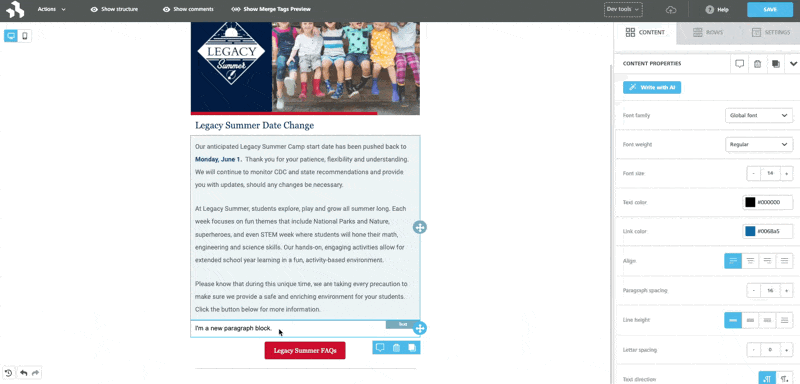 Actions
Show structure
Show comments
Show Merge Tags Preview
Dev tools
Help
SAVE
CONTENT
ROWS
SETTINGS
LEGACY
Summer
CONTENT PROPERTIES
Write with AI
Legacy Summer Date Change
Our anticipated Legacy Summer Camp start date has been pushed back to
Monday, June 1. Thank you for your patience, flexibility and understanding.
We will continue to monitor CDC and state recommendations and provide
you with updates, should any changes be necessary.
At Legacy Summer, students explore, play and grow all summer long. Each
week focuses on fun themes that include National Parks and Nature,
superheroes, and even STEM week where students will hone their math,
engineering and science skills. Our hands-on, engaging activities allow for
extended school year learning in a fun, activity-based environment.
Please know that during this unique time, we are taking every precaution to
make sure we provide a safe and enriching environment for your students.
Click the button below for more information.
Text
I'm a new paragraph block.
Legacy Summer FAQs
Font family
Global font
Font weight
Regular
Font size
- 14 +
Text color
#000000
Link color
#0068a5
Align
Paragraph spacing
- 16 +
Line height
Letter spacing
- 0 +
Text direction